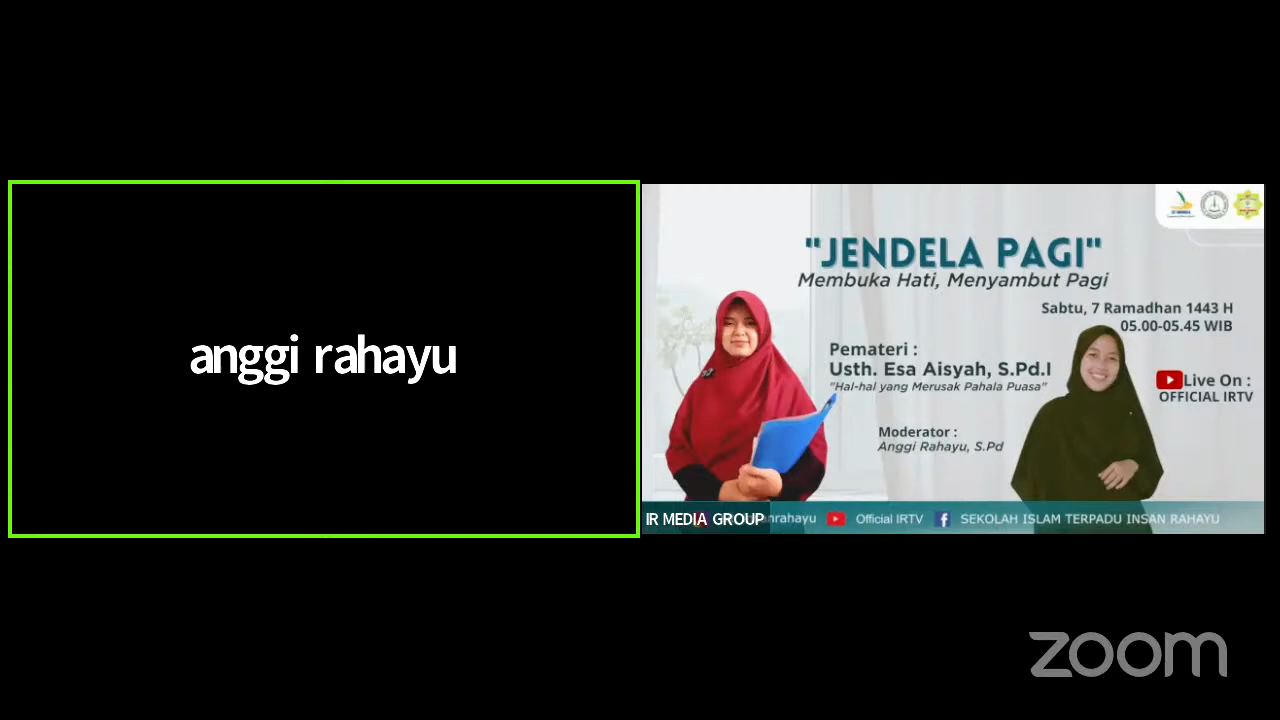 anggi rahayu
"JENDELA PAGI"
Membuka Hati, Menyambut Pagi
Sabtu, 7 Ramadhan 1443 H
05.00-05.45 WIB
Pemateri :
Usth. Esa Aisyah, S.Pd.I
"Hal-hal yang Merusak Pahala Puasa"
Moderator :
Anggi Rahayu, S.Pd
Live On :
OFFICIAL IRTV
IR MEDIA GROUP
anrahayu Official IRTV SEKOLAH ISLAM TERPADU INSAN RAHAYU
zoom